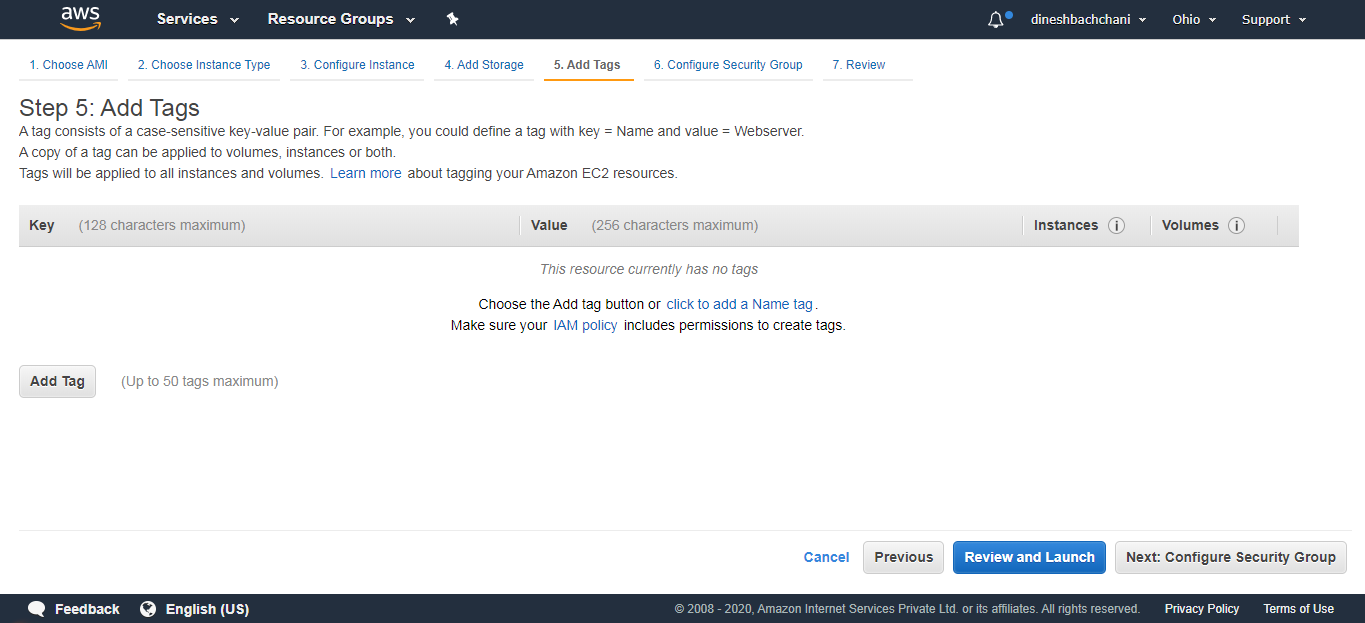 aws Services Resource Groups dineshbachchani Ohio Support
1. Choose AMI 2. Choose Instance Type 3. Configure Instance 4. Add Storage 5. Add Tags 6. Configure Security Group 7. Review
Step 5: Add Tags
A tag consists of a case-sensitive key-value pair. For example, you could define a tag with key = Name and value = Webserver.
A copy of a tag can be applied to volumes, instances or both.
Tags will be applied to all instances and volumes. Learn more about tagging your Amazon EC2 resources.
Key (128 characters maximum) Value (256 characters maximum) Instances i Volumes i
This resource currently has no tags
Choose the Add tag button or click to add a Name tag.
Make sure your IAM policy includes permissions to create tags.
Add Tag (Up to 50 tags maximum)
Cancel Previous Review and Launch Next: Configure Security Group
Feedback English (US) © 2008 - 2020, Amazon Internet Services Private Ltd. or its affiliates. All rights reserved. Privacy Policy Terms of Use